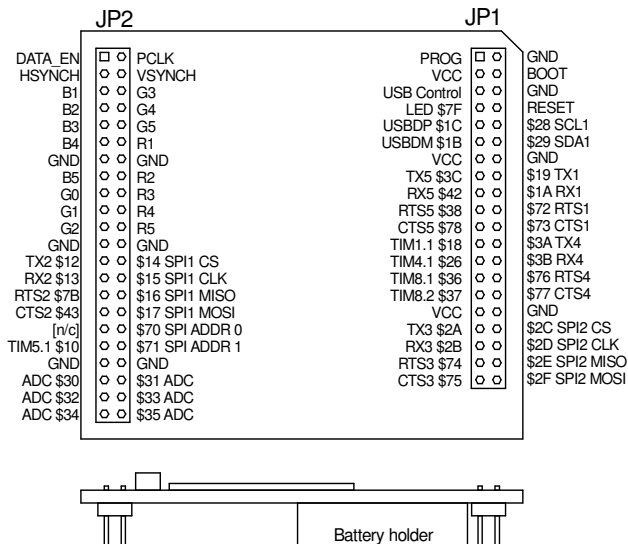 JP2 JP1
DATA_EN PCLK PROG GND
HSYNCH VSYNCH VCC BOOT
B1 G3 USB Control GND
B2 G4 LED $7F RESET
B3 G5 USBDP $1C $28 SCL1
B4 R1 USBDM $1B $29 SDA1
GND GND VCC GND
B5 R2 TX5 $3C $19 TX1
G0 R3 RX5 $42 $1A RX1
G1 R4 RTS5 $38 $72 RTS1
G2 R5 CTS5 $78 $73 CTS1
GND GND TIM1.1 $18 $3A TX4
TX2 $12 $14 SPI1 CS TIM4.1 $26 $3B RX4
RX2 $13 $15 SPI1 CLK TIM8.1 $36 $76 RTS4
RTS2 $7B $16 SPI1 MISO TIM8.2 $37 $77 CTS4
CTS2 $43 $17 SPI1 MOSI VCC GND
[n/c] $70 SPI ADDR 0 TX3 $2A $2C SPI2 CS
TIM5.1 $10 $71 SPI ADDR 1 RX3 $2B $2D SPI2 CLK
GND GND RTS3 $74 $2E SPI2 MISO
ADC $30 $31 ADC CTS3 $75 $2F SPI2 MOSI
ADC $32 $33 ADC
ADC $34 $35 ADC
Battery holder